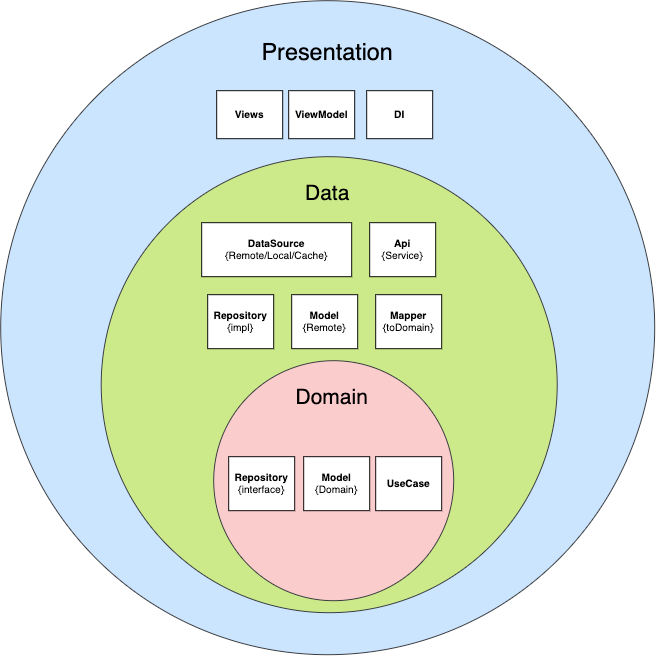 Presentation
Views
ViewModel
DI
Data
DataSource
{Remote/Local/Cache}
Api
{Service}
Repository
{impl}
Model
{Remote}
Mapper
{toDomain}
Domain
Repository
{interface}
Model
{Domain}
UseCase